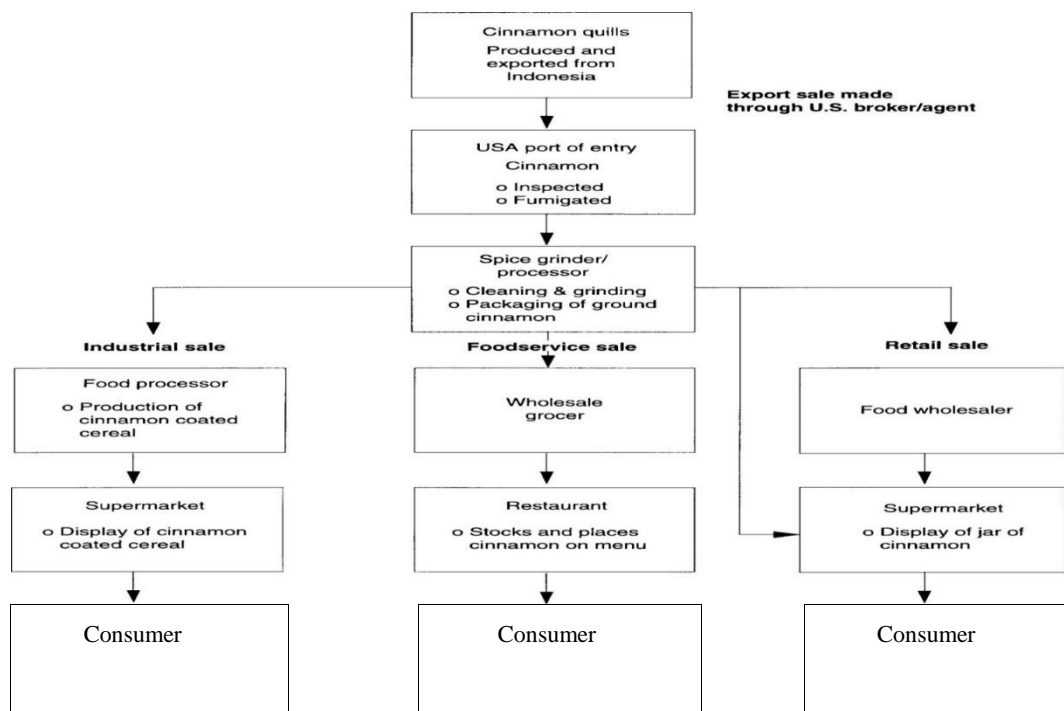 Cinnamon quills
Produced and
exported from
Indonesia
Export sale made
through U.S. broker/agent
USA port of entry
Cinnamon
o Inspected
o Fumigated
Spice grinder/
processor
o Cleaning & grinding
o Packaging of ground
cinnamon
Industrial sale
Foodservice sale
Retail sale
Food processor
o Production of
cinnamon coated
cereal
Wholesale
grocer
Food wholesaler
Supermarket
o Display of cinnamon
coated cereal
Restaurant
o Stocks and places
cinnamon on menu
Supermarket
o Display of jar of
cinnamon
Consumer
Consumer
Consumer